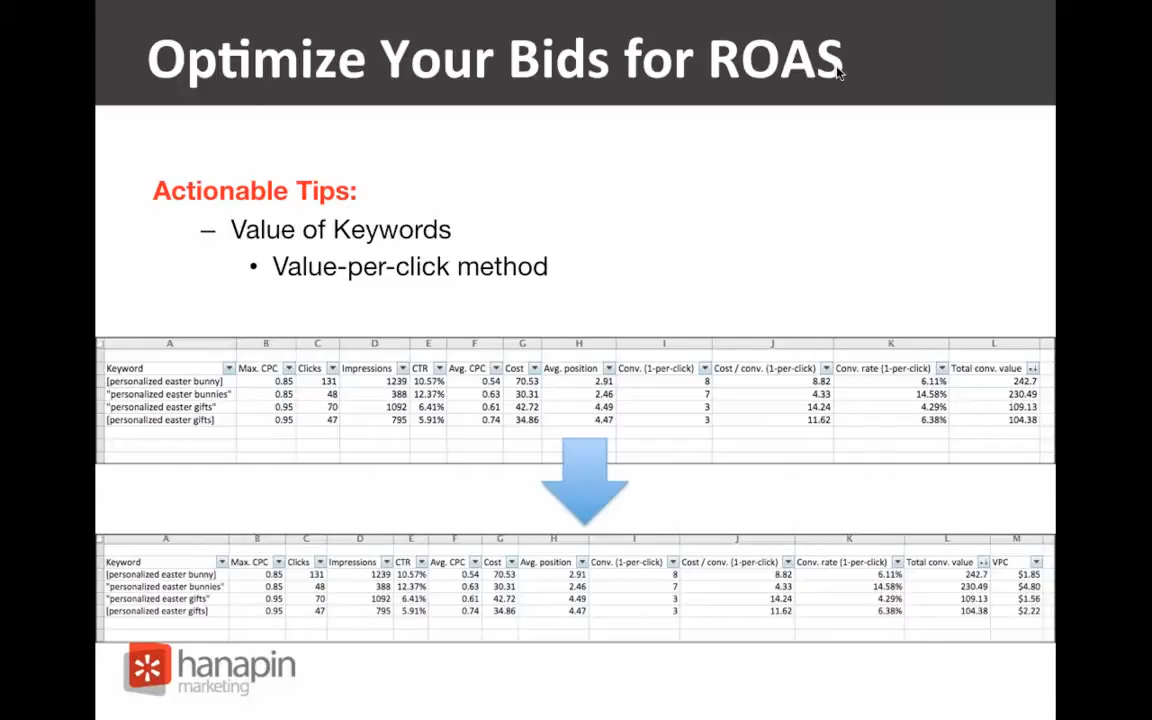 Optimize Your Bids for ROAS
Actionable Tips:
– Value of Keywords
• Value-per-click method
A B C D E F G H I J K L
Keyword Max. CPC Clicks Impressions CTR Avg. CPC Cost Avg. position Conv. (1-per-click) Cost / conv. (1-per-click) Conv. rate (1-per-click) Total conv. value
[personalized easter bunny] 0.85 131 1239 10.57% 0.54 70.53 2.91 8 8.82 6.11% 242.7
"personalized easter bunnies" 0.85 48 388 12.37% 0.63 30.31 2.46 7 4.33 14.58% 230.49
"personalized easter gifts" 0.95 70 1092 6.41% 0.61 42.72 4.49 3 14.24 4.29% 109.13
[personalized easter gifts] 0.95 47 795 5.91% 0.74 34.86 4.47 3 11.62 6.38% 104.38
A B C D E F G H I J K L M
Keyword Max. CPC Clicks Impressions CTR Avg. CPC Cost Avg. position Conv. (1-per-click) Cost / conv. (1-per-click) Conv. rate (1-per-click) Total conv. value VPC
[personalized easter bunny] 0.85 131 1239 10.57% 0.54 70.53 2.91 8 8.82 6.11% 242.7 $1.85
"personalized easter bunnies" 0.85 48 388 12.37% 0.63 30.31 2.46 7 4.33 14.58% 230.49 $4.80
"personalized easter gifts" 0.95 70 1092 6.41% 0.61 42.72 4.49 3 14.24 4.29% 109.13 $1.56
[personalized easter gifts] 0.95 47 795 5.91% 0.74 34.86 4.47 3 11.62 6.38% 104.38 $2.22
hanapin
marketing